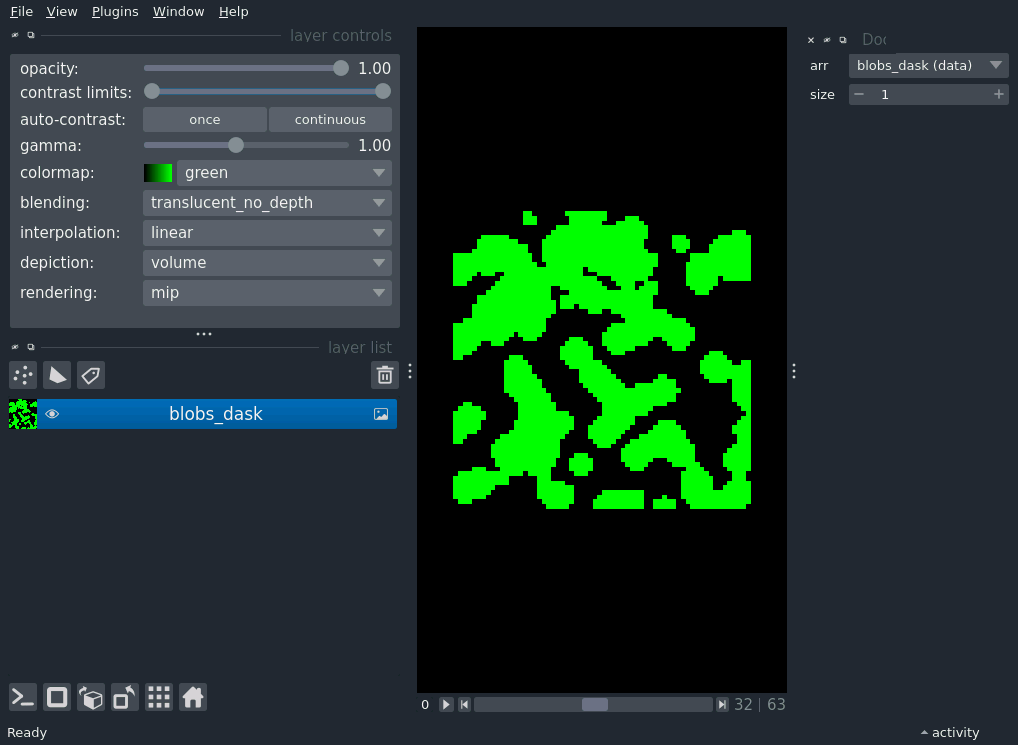 File View Plugins Window Help
layer controls
opacity: 1.00
contrast limits:
auto-contrast: once continuous
gamma: 1.00
colormap: green
blending: translucent_no_depth
interpolation: linear
depiction: volume
rendering: mip
layer list
blobs_dask
Ready
0 32 | 63
Doc
arr blobs_dask (data)
size 1
activity